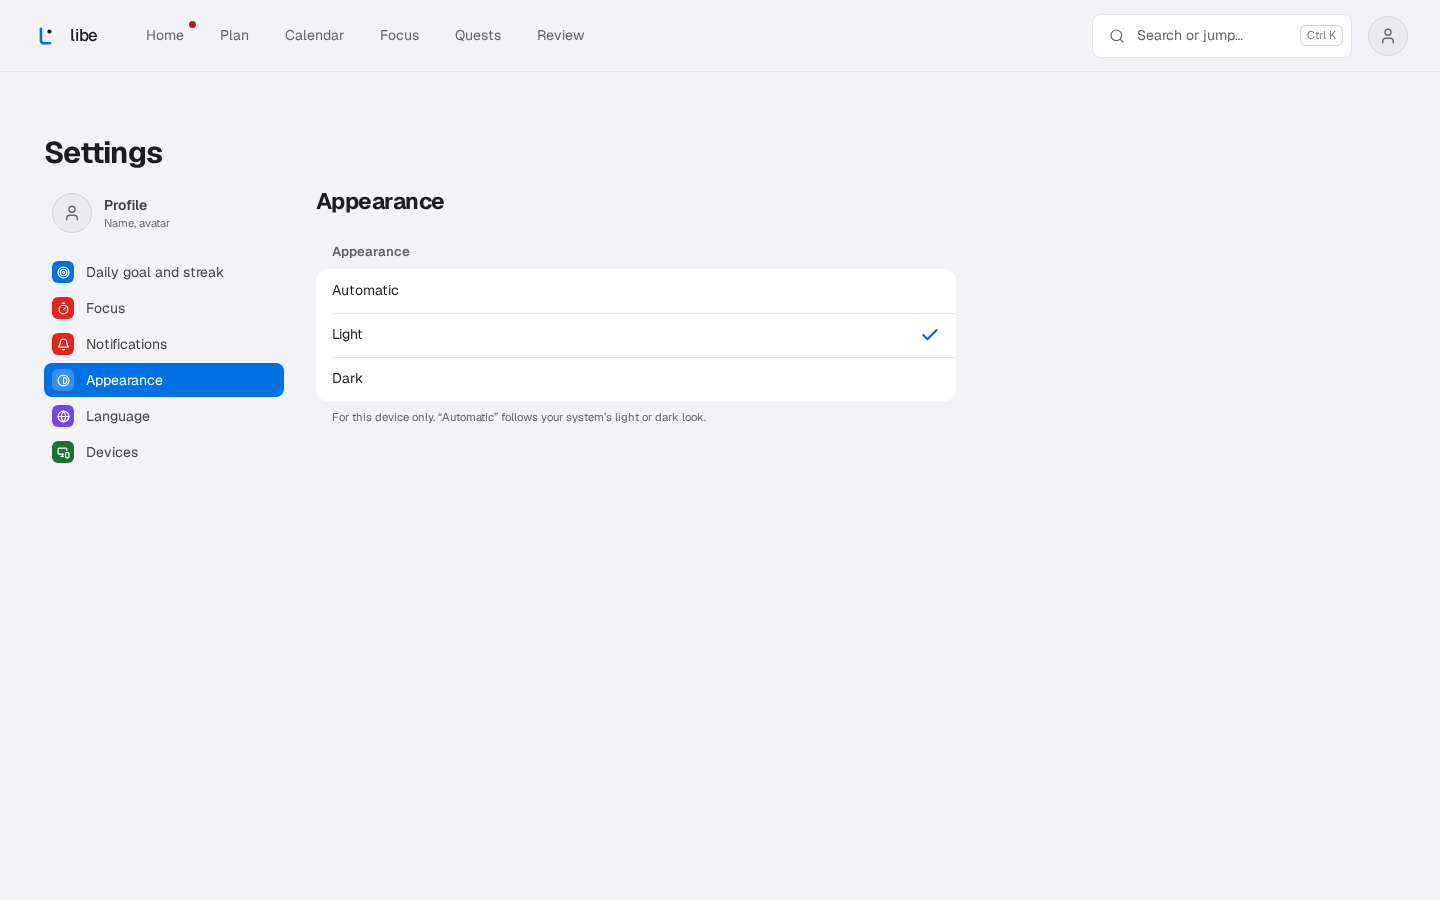 libe
Home
Plan
Calendar
Focus
Quests
Review
Search or jump...
Ctrl K
Settings
Profile
Name, avatar
Daily goal and streak
Focus
Notifications
Appearance
Language
Devices
Appearance
Appearance
Automatic
Light
Dark
For this device only. “Automatic” follows your system’s light or dark look.